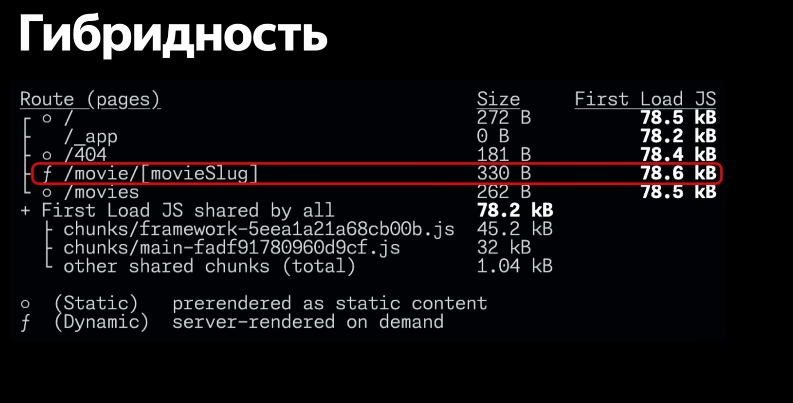 Гибридность
Route (pages) Size First Load JS
┌ ○ / 272 B 78.5 kB
├ /_app 0 B 78.2 kB
├ ○ /404 181 B 78.4 kB
├ ƒ /movie/[movieSlug] 330 B 78.6 kB
└ ○ /movies 262 B 78.5 kB
+ First Load JS shared by all 78.2 kB
├ chunks/framework-5eea1a21a68cb00b.js 45.2 kB
├ chunks/main-fadf91780960d9cf.js 32 kB
└ other shared chunks (total) 1.04 kB
○ (Static) prerendered as static content
ƒ (Dynamic) server-rendered on demand